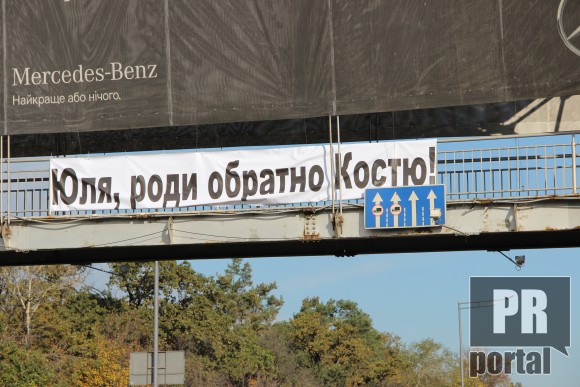 Mercedes-Benz
Найкраще або нічого.
Юля, роди обратно Костю!
PR
portal